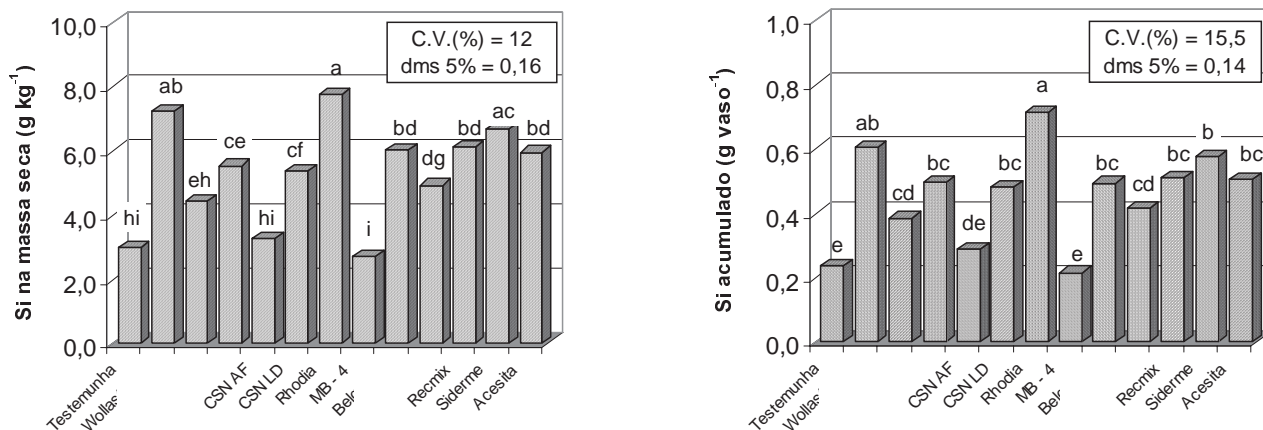 Si na massa seca (g kg⁻¹)
10,0
8,0
6,0
4,0
2,0
0,0
C.V.(%) = 12
dms 5% = 0,16
hi
ab
eh
ce
hi
cf
a
i
bd
dg
bd
ac
bd
Testemunha
CSN AF
CSN LD
Rhodia
MB - 4
Recmix
Siderme
Acesita
Si acumulado (g vaso⁻¹)
1,0
0,8
0,6
0,4
0,2
0,0
C.V.(%) = 15,5
dms 5% = 0,14
e
ab
cd
bc
de
bc
a
e
bc
cd
bc
b
bc
Testemunha
CSN AF
CSN LD
Rhodia
MB - 4
Recmix
Siderme
Acesita